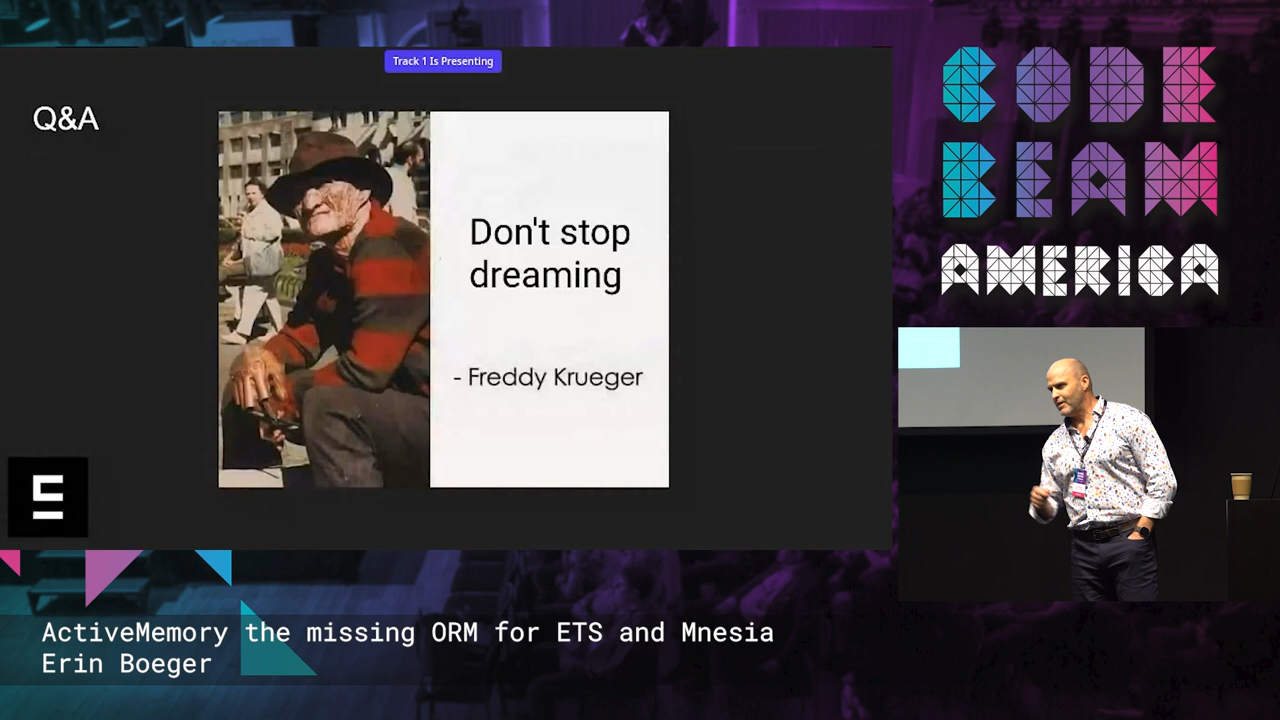 Track 1 Is Presenting
Q&A
Don't stop
dreaming
- Freddy Krueger
CODE
BEAM
AMERICA
ActiveMemory the missing ORM for ETS and Mnesia
Erin Boeger